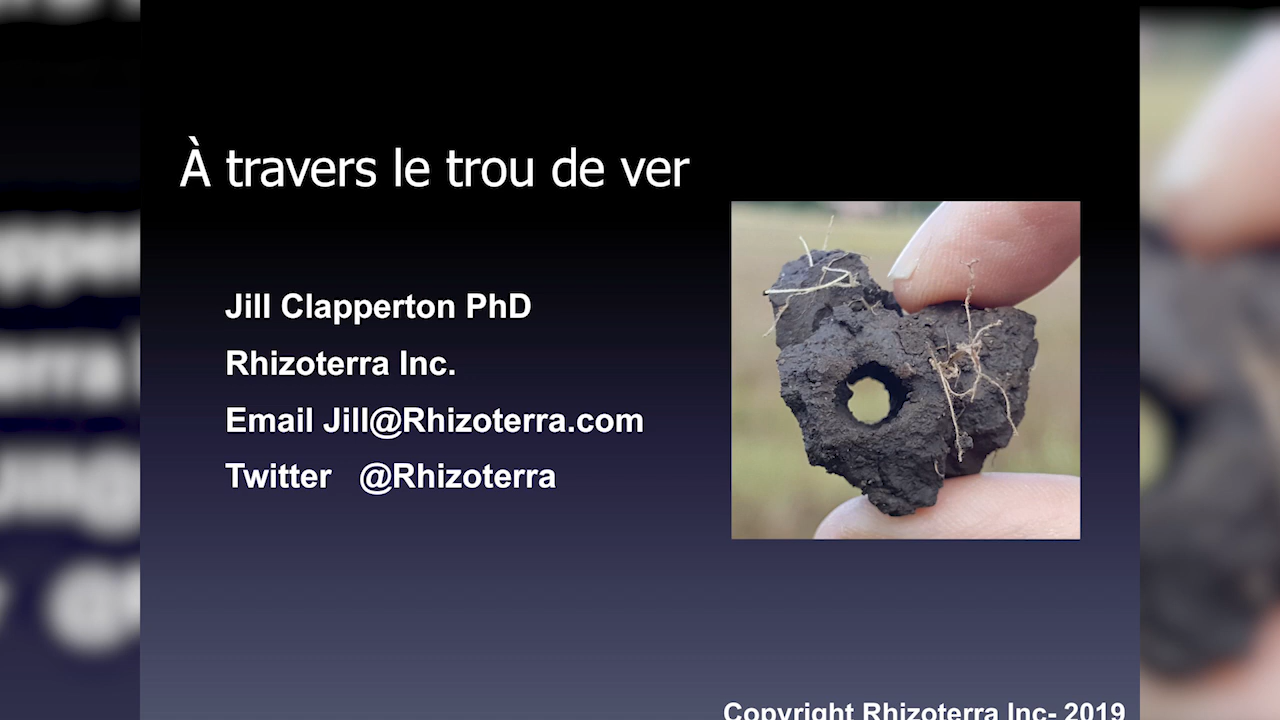 À travers le trou de ver
Jill Clapperton PhD
Rhizoterra Inc.
Email Jill@Rhizoterra.com
Twitter @Rhizoterra
Copyright Rhizoterra Inc- 2019